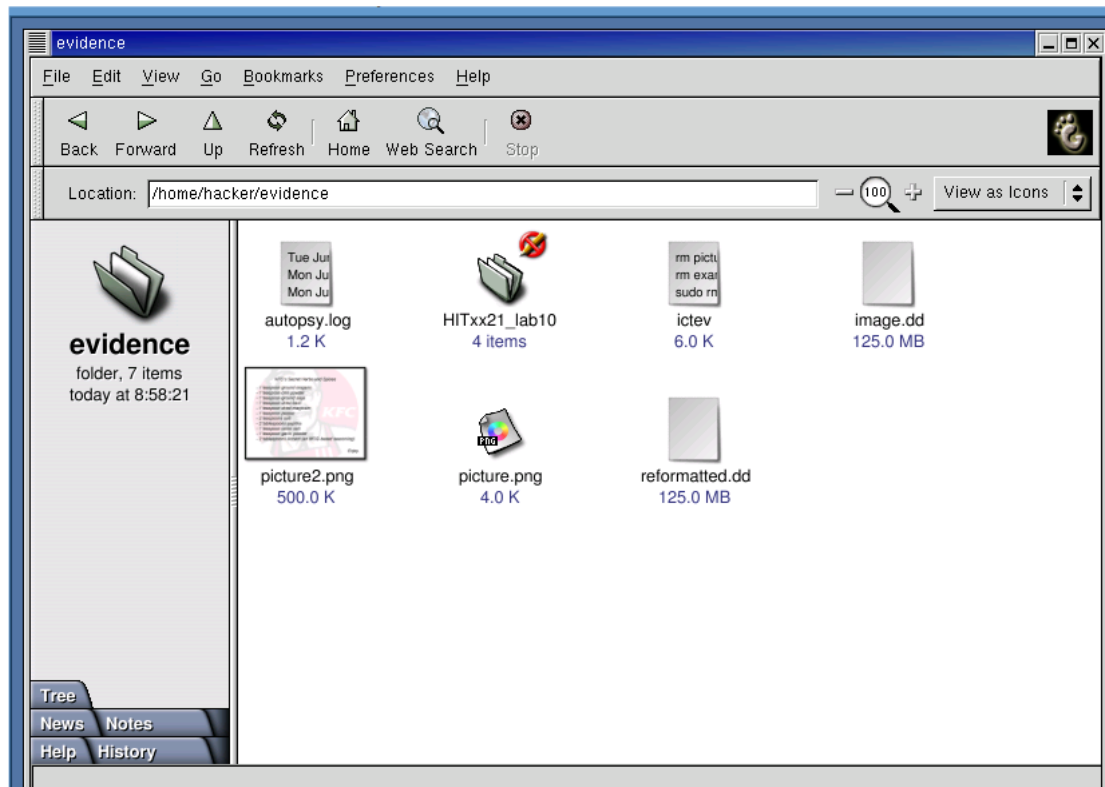 evidence
File Edit View Go Bookmarks Preferences Help
Back Forward Up Refresh Home Web Search Stop
Location: /home/hacker/evidence 100 View as Icons
evidence
folder, 7 items
today at 8:58:21
Tue Jun
Mon Ju
Mon Ju
autopsy.log
1.2 K
HITxx21_lab10
4 items
rm pictu
rm exam
sudo rm
ictev
6.0 K
image.dd
125.0 MB
KFC
picture2.png
500.0 K
PNG
picture.png
4.0 K
reformatted.dd
125.0 MB
Tree
News Notes
Help History